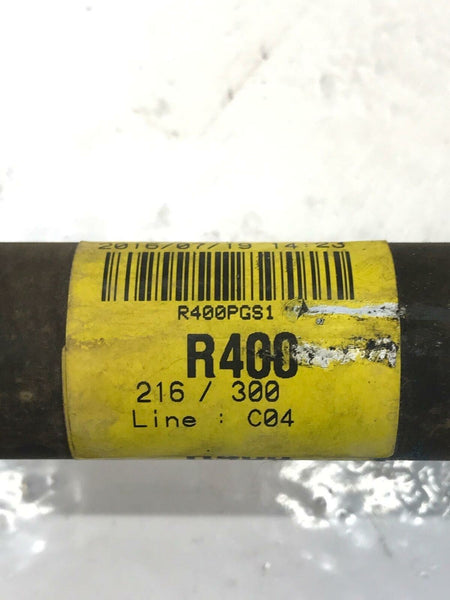 2016/07/19 14:23
R400PGS1
R400
216 / 300
Line : C04